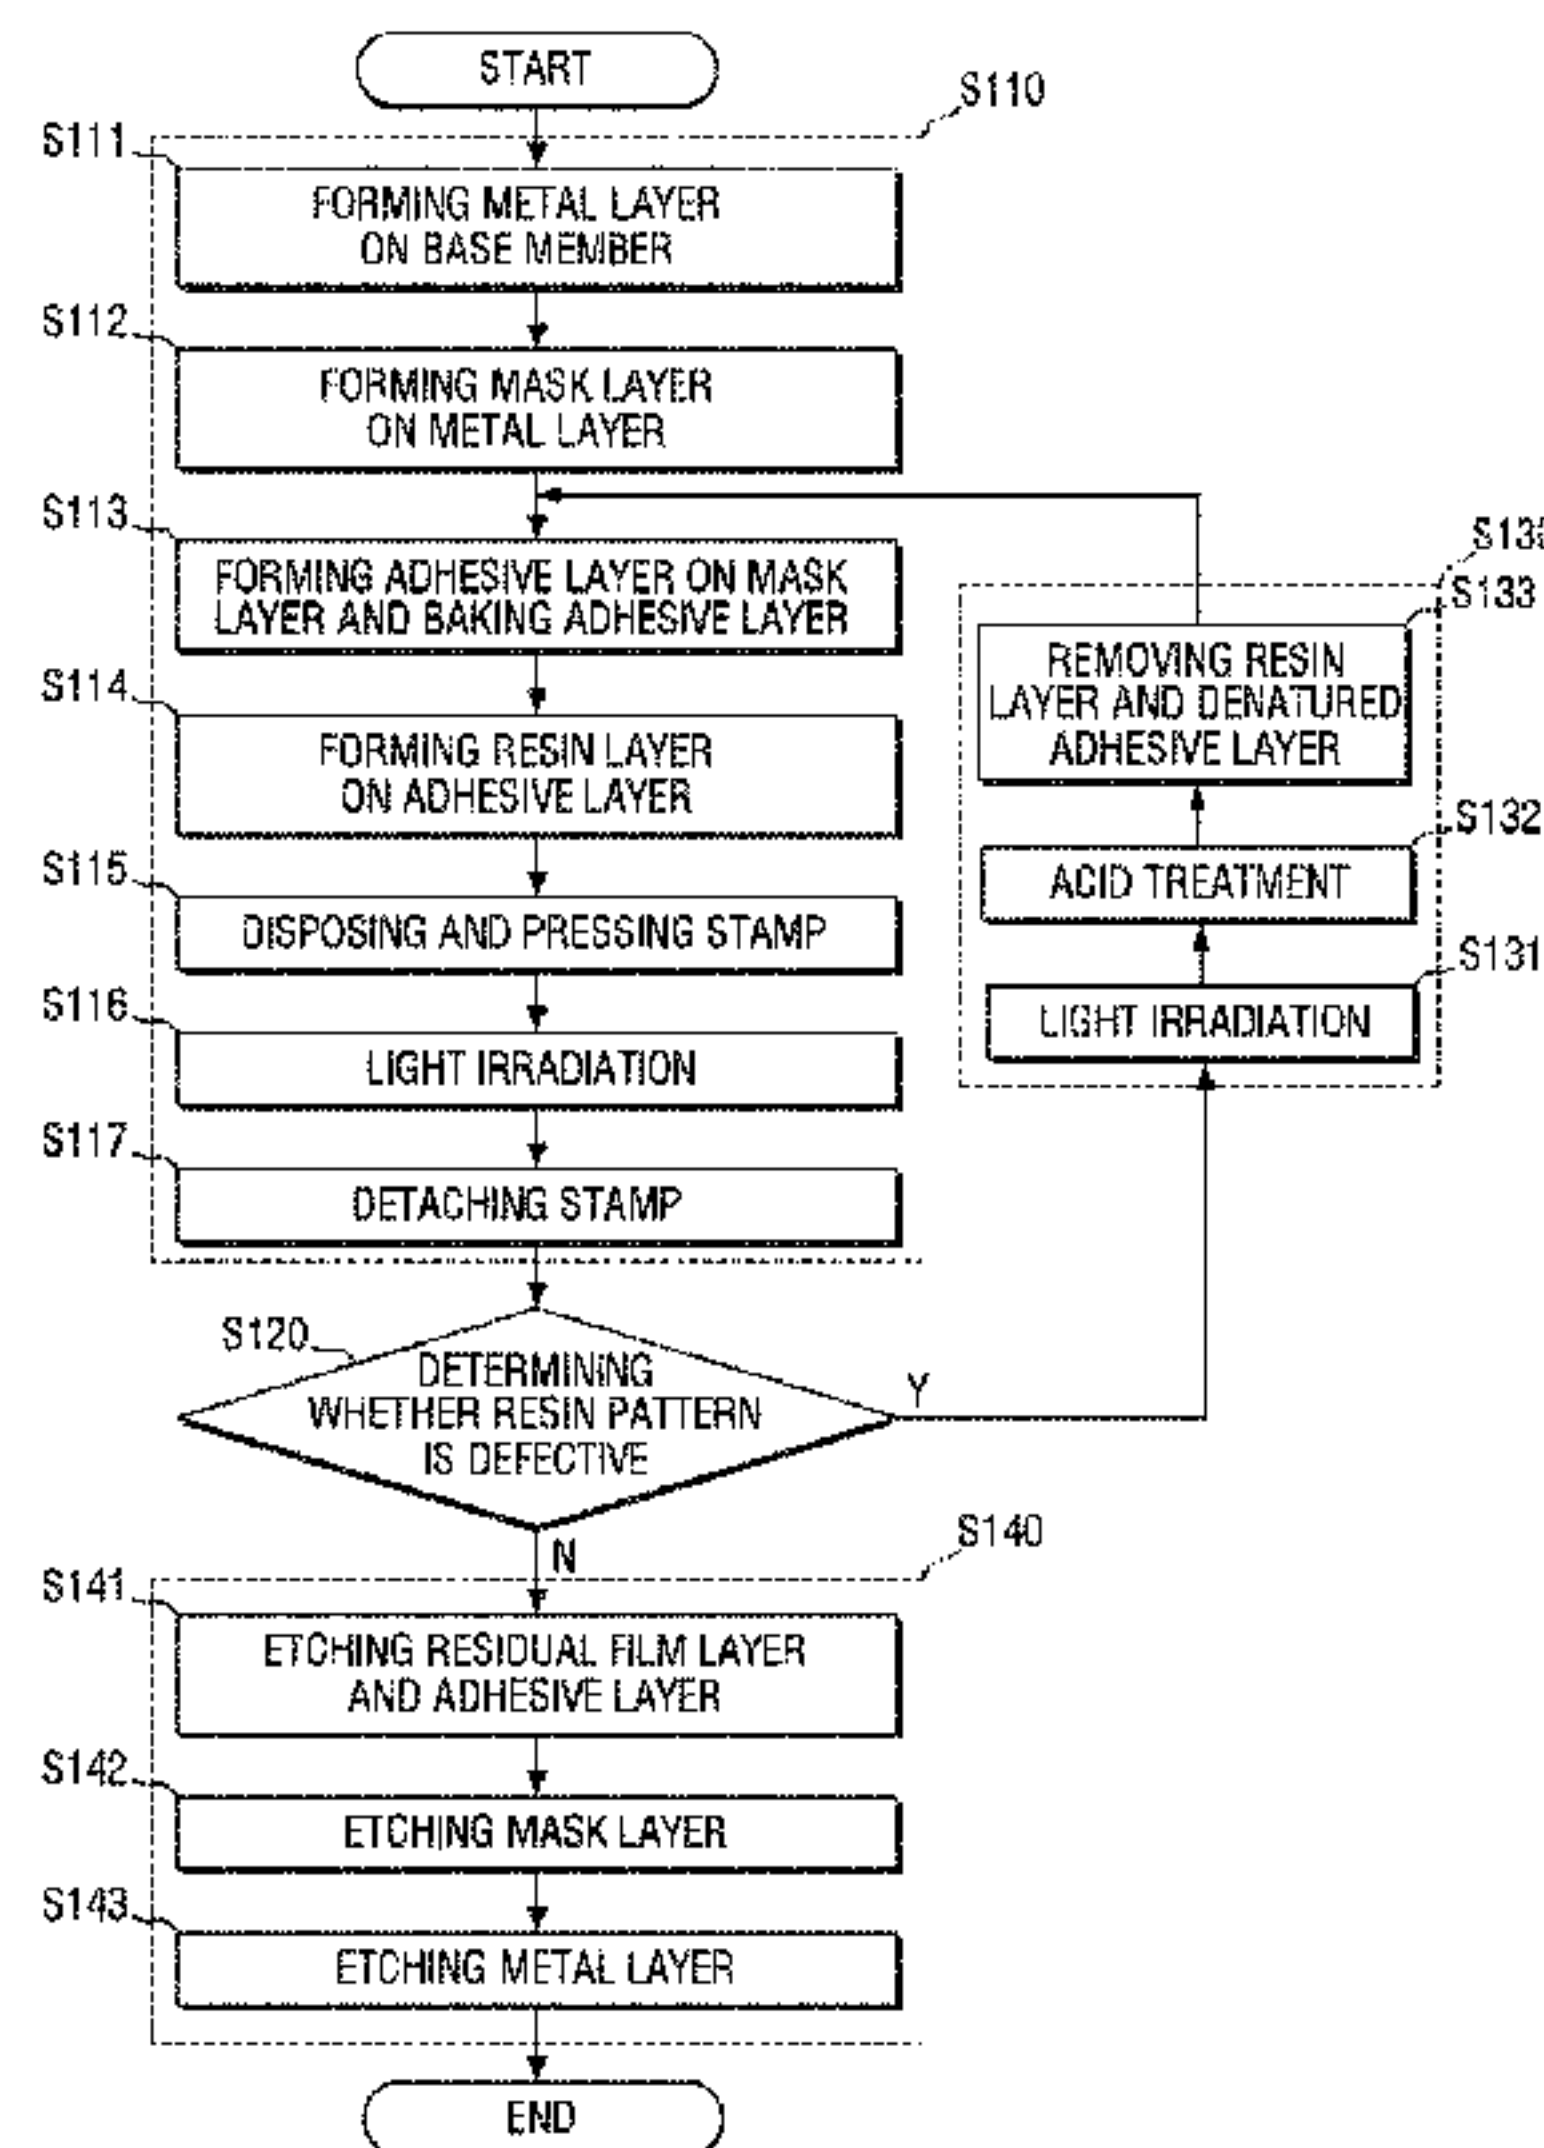 START
S110
S111
FORMING METAL LAYER
ON BASE MEMBER
S112
FORMING MASK LAYER
ON METAL LAYER
S113
FORMING ADHESIVE LAYER ON MASK
LAYER AND BAKING ADHESIVE LAYER
S114
FORMING RESIN LAYER
ON ADHESIVE LAYER
S115
DISPOSING AND PRESSING STAMP
S116
LIGHT IRRADIATION
S117
DETACHING STAMP
S133
REMOVING RESIN
LAYER AND DENATURED
ADHESIVE LAYER
S132
ACID TREATMENT
S131
LIGHT IRRADIATION
S120
DETERMINING
WHETHER RESIN PATTERN
IS DEFECTIVE
Y
N
S140
S141
ETCHING RESIDUAL FILM LAYER
AND ADHESIVE LAYER
S142
ETCHING MASK LAYER
S143
ETCHING METAL LAYER
END